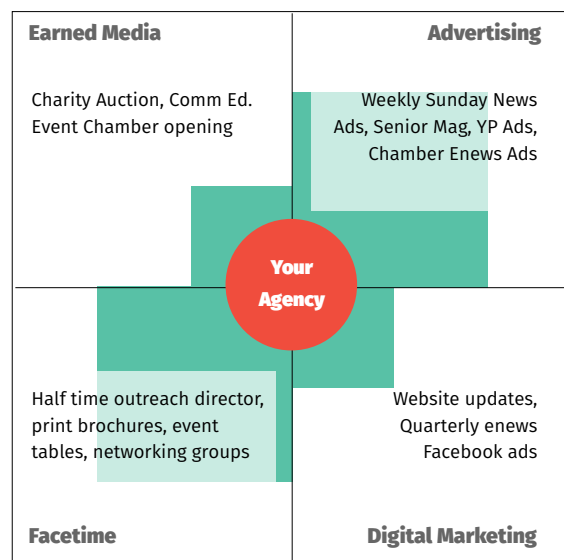 Earned Media
Advertising
Charity Auction, Comm Ed.
Event Chamber opening
Weekly Sunday News
Ads, Senior Mag, YP Ads,
Chamber Enews Ads
Your
Agency
Half time outreach director,
print brochures, event
tables, networking groups
Website updates,
Quarterly enews
Facebook ads
Facetime
Digital Marketing